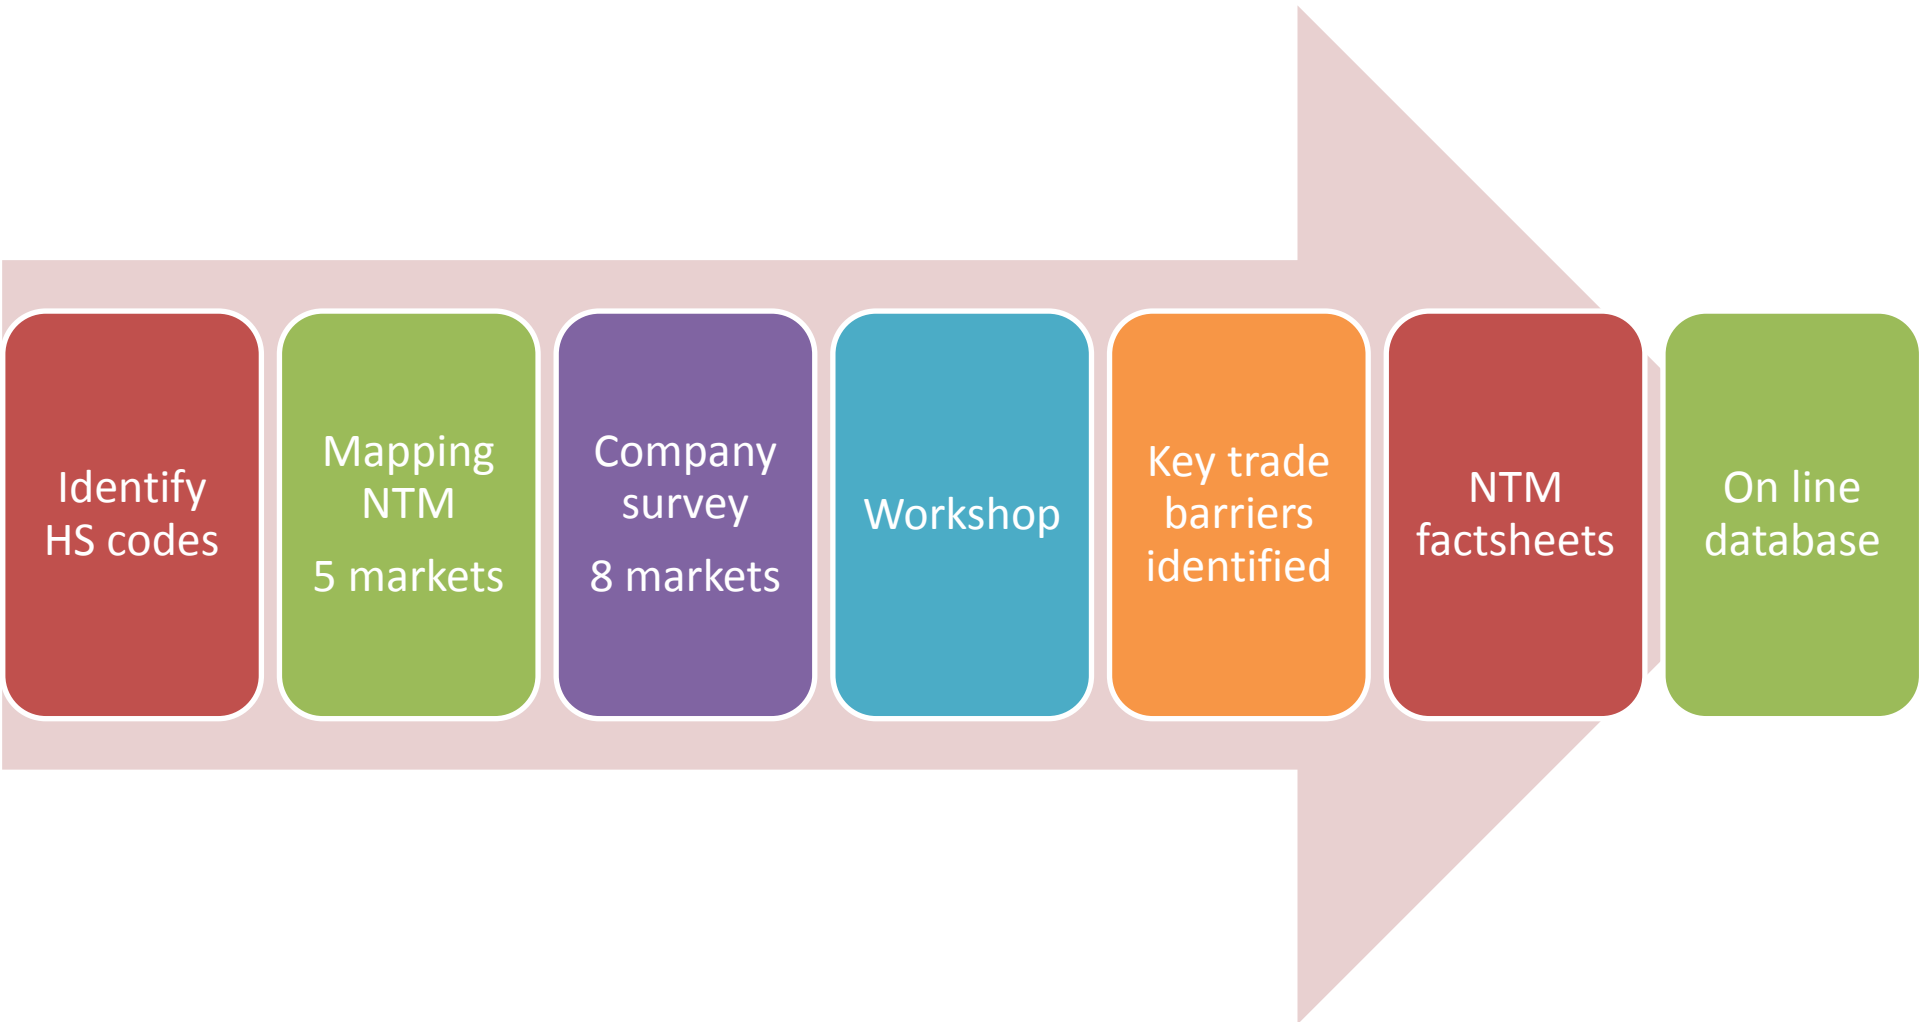 Identify
HS codes
Mapping
NTM
5 markets
Company
survey
8 markets
Workshop
Key trade
barriers
identified
NTM
factsheets
On line
database